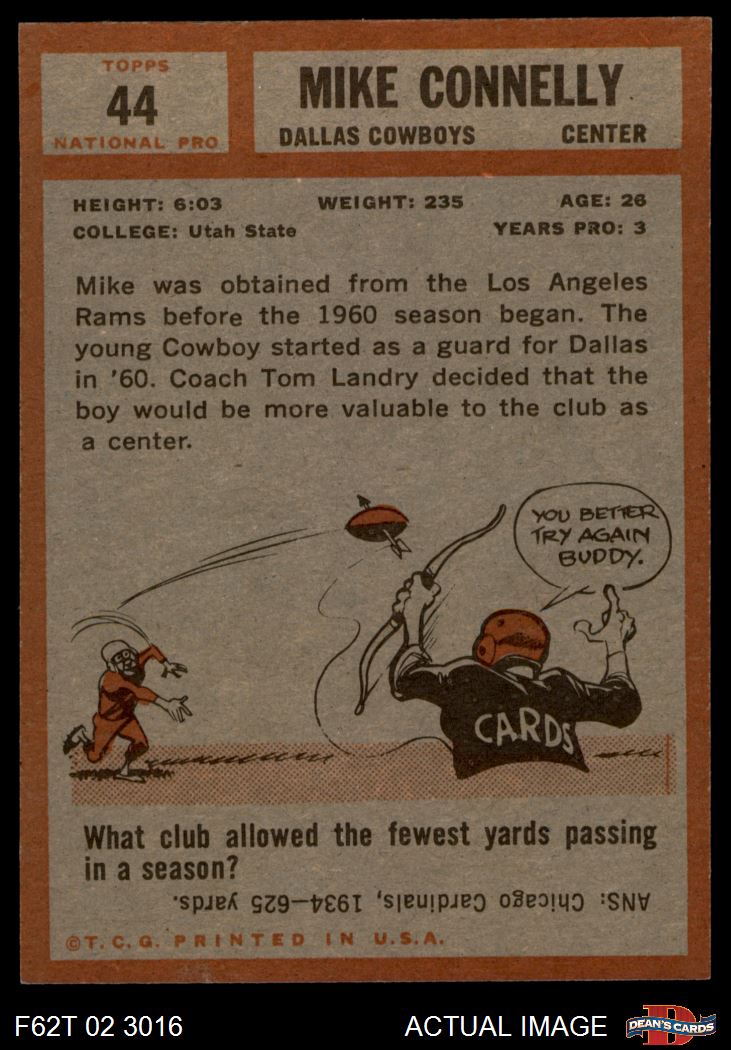 TOPPS
44
NATIONAL PRO
MIKE CONNELLY
DALLAS COWBOYS CENTER
HEIGHT: 6:03 WEIGHT: 235 AGE: 26
COLLEGE: Utah State YEARS PRO: 3
Mike was obtained from the Los Angeles
Rams before the 1960 season began. The
young Cowboy started as a guard for Dallas
in '60. Coach Tom Landry decided that the
boy would be more valuable to the club as
a center.
YOU BETTER
TRY AGAIN
BUDDY.
CARDS
What club allowed the fewest yards passing
in a season?
ANS: Chicago Cardinals, 1934—625 yards.
©T. C. G. PRINTED IN U.S.A.
F62T 02 3016 ACTUAL IMAGE
D
DEAN'S CARDS